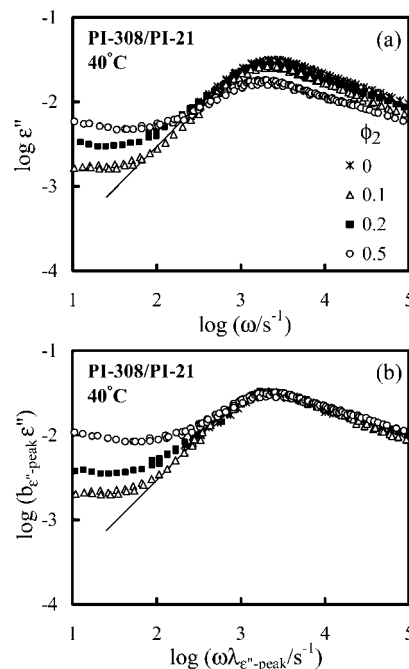 PI-308/PI-21
40°C
(a)
log ε''
-1
-2
-3
-4
ϕ₂
0
0.1
0.2
0.5
1 2 3 4 5
log (ω/s⁻¹)
PI-308/PI-21
40°C
(b)
log (b_ε''-peak ε'')
-1
-2
-3
-4
1 2 3 4 5
log (ωλ_ε''-peak/s⁻¹)